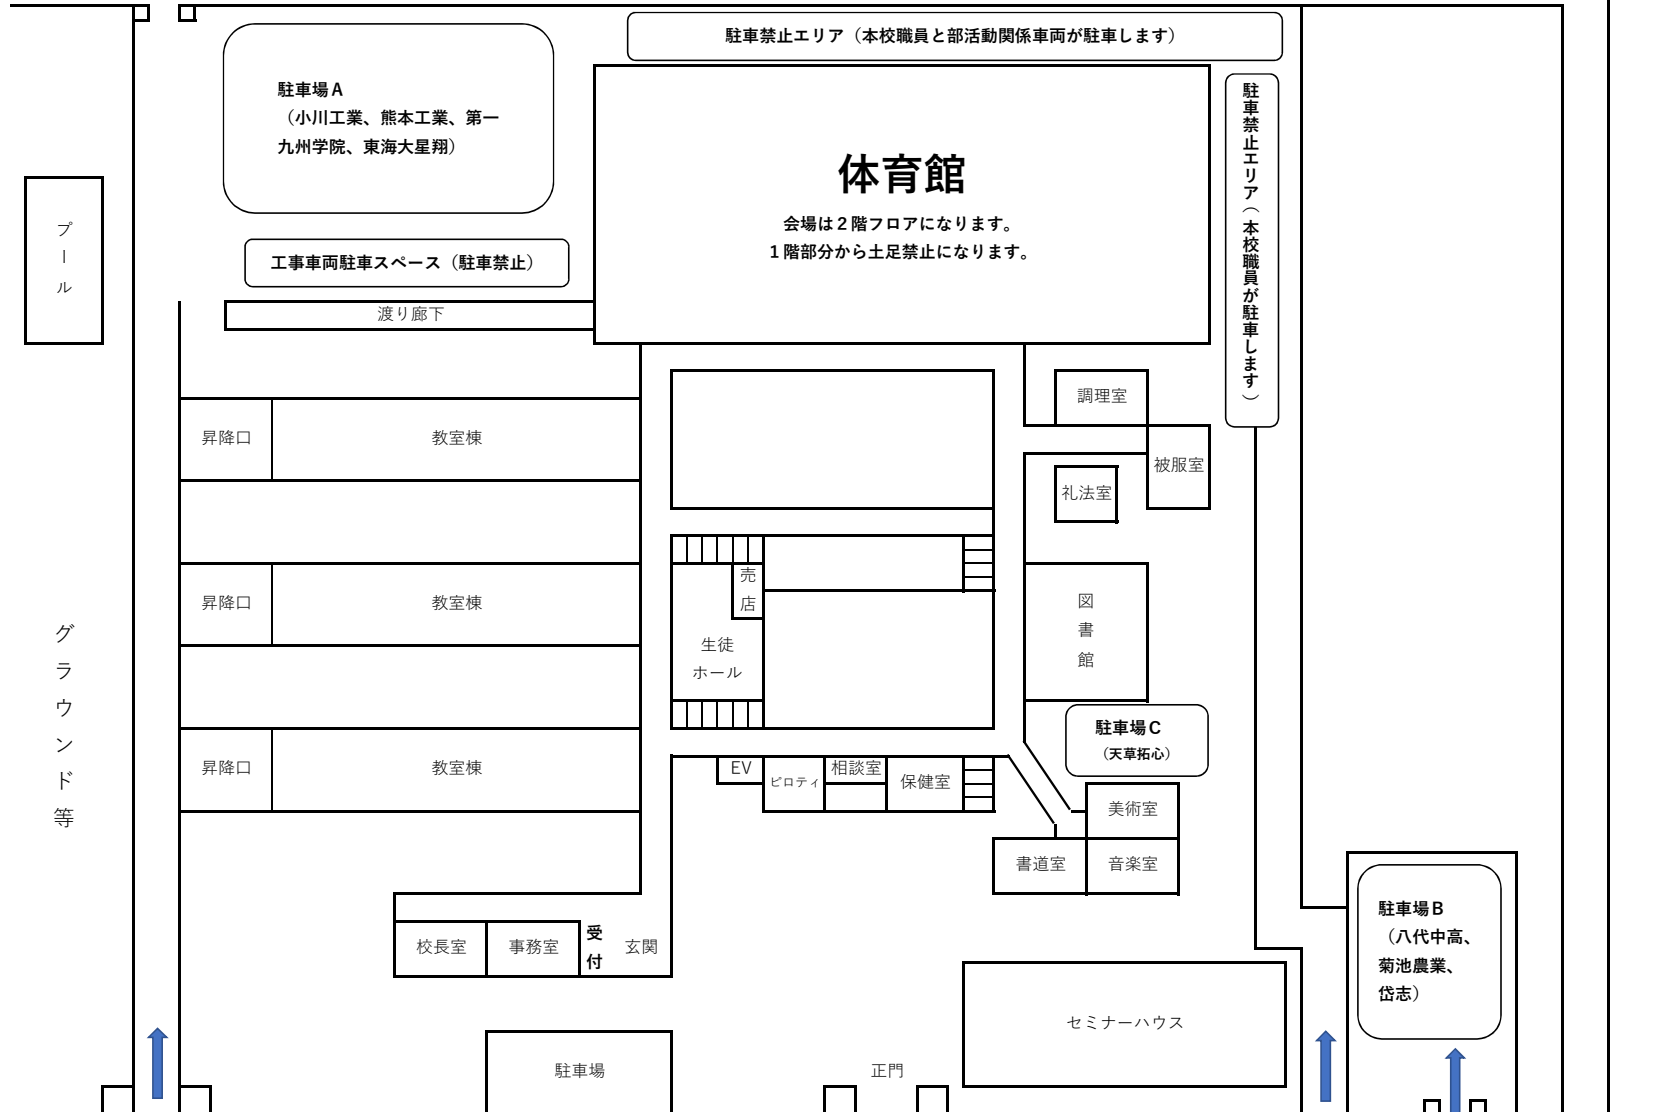 駐車禁止エリア（本校職員と部活動関係車両が駐車します）
駐車場A
（小川工業、熊本工業、第一
九州学院、東海大星翔）
駐車禁止エリア（本校職員が駐車します）
体育館
会場は２階フロアになります。
１階部分から土足禁止になります。
プール
工事車両駐車スペース（駐車禁止）
渡り廊下
調理室
昇降口
教室棟
被服室
礼法室
売店
昇降口
教室棟
図書館
生徒
ホール
グラウンド等
駐車場C
（天草拓心）
昇降口
教室棟
EV
ピロティ
相談室
保健室
美術室
書道室
音楽室
駐車場B
（八代中高、
菊池農業、
岱志）
校長室
事務室
受付
玄関
セミナーハウス
駐車場
正門